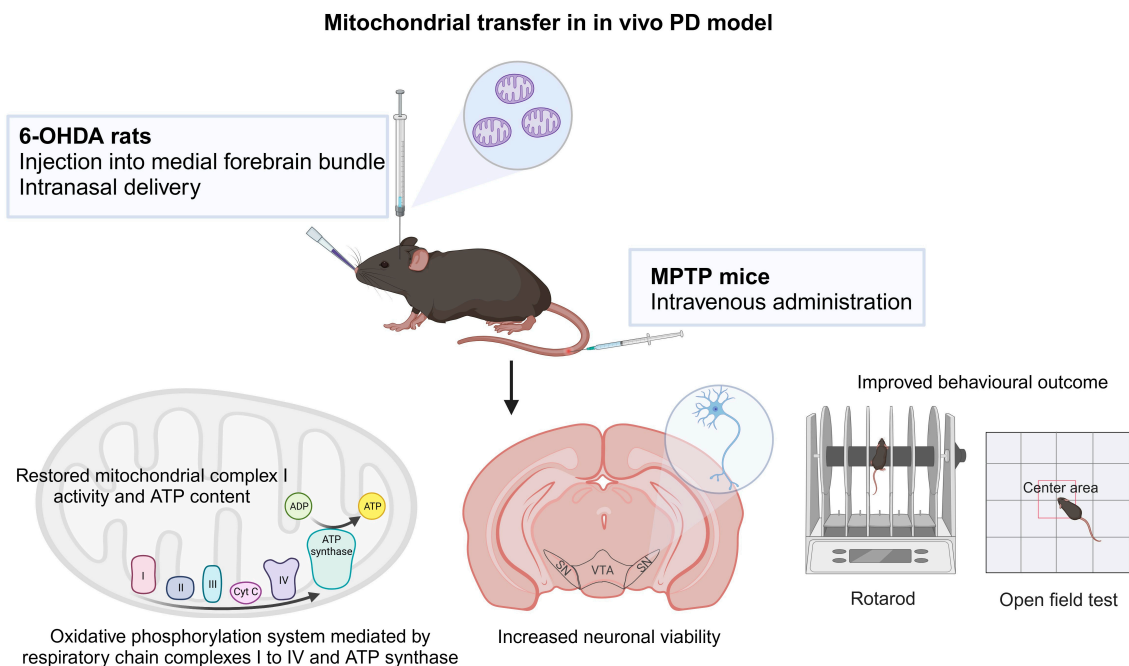 Mitochondrial transfer in in vivo PD model
6-OHDA rats
Injection into medial forebrain bundle
Intranasal delivery
MPTP mice
Intravenous administration
Restored mitochondrial complex I
activity and ATP content
ADP
ATP
ATP
synthase
I
II
III
Cyt C
IV
Oxidative phosphorylation system mediated by
respiratory chain complexes I to IV and ATP synthase
SN
VTA
SN
Increased neuronal viability
Improved behavioural outcome
Center area
Rotarod
Open field test